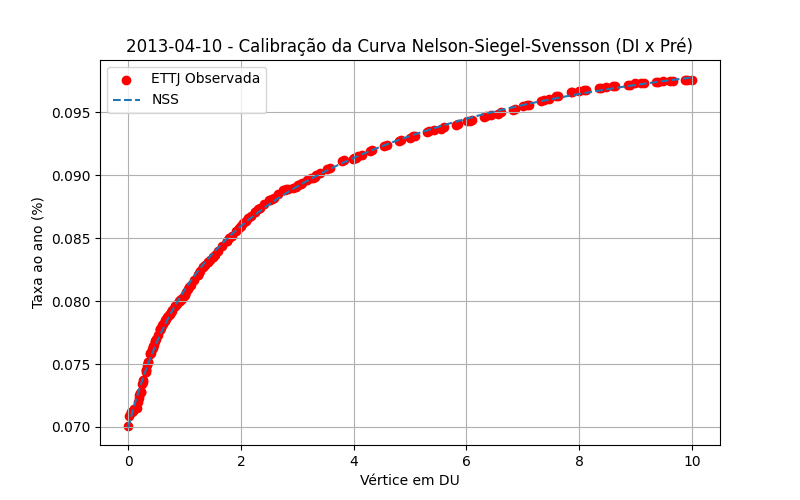 2013-04-10 - Calibração da Curva Nelson-Siegel-Svensson (DI x Pré)
ETTJ Observada
NSS
Taxa ao ano (%)
0.095
0.090
0.085
0.080
0.075
0.070
0 2 4 6 8 10
Vértice em DU